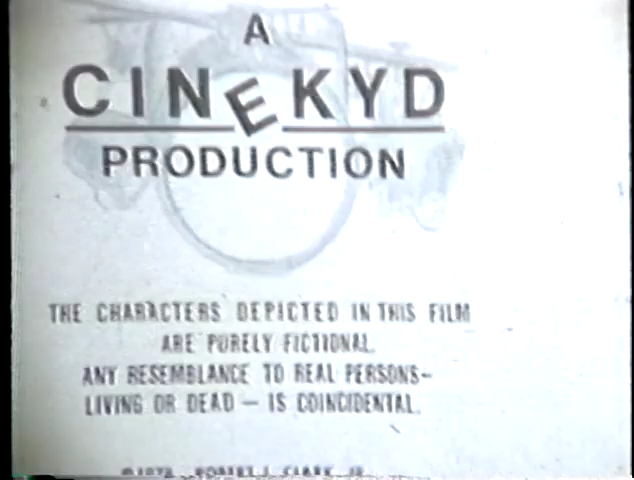 A
CINEKYD
PRODUCTION
THE CHARACTERS DEPICTED IN THIS FILM
ARE PURELY FICTIONAL.
ANY RESEMBLANCE TO REAL PERSONS—
LIVING OR DEAD — IS COINCIDENTAL.
ROBERT J. CLARK, JR.